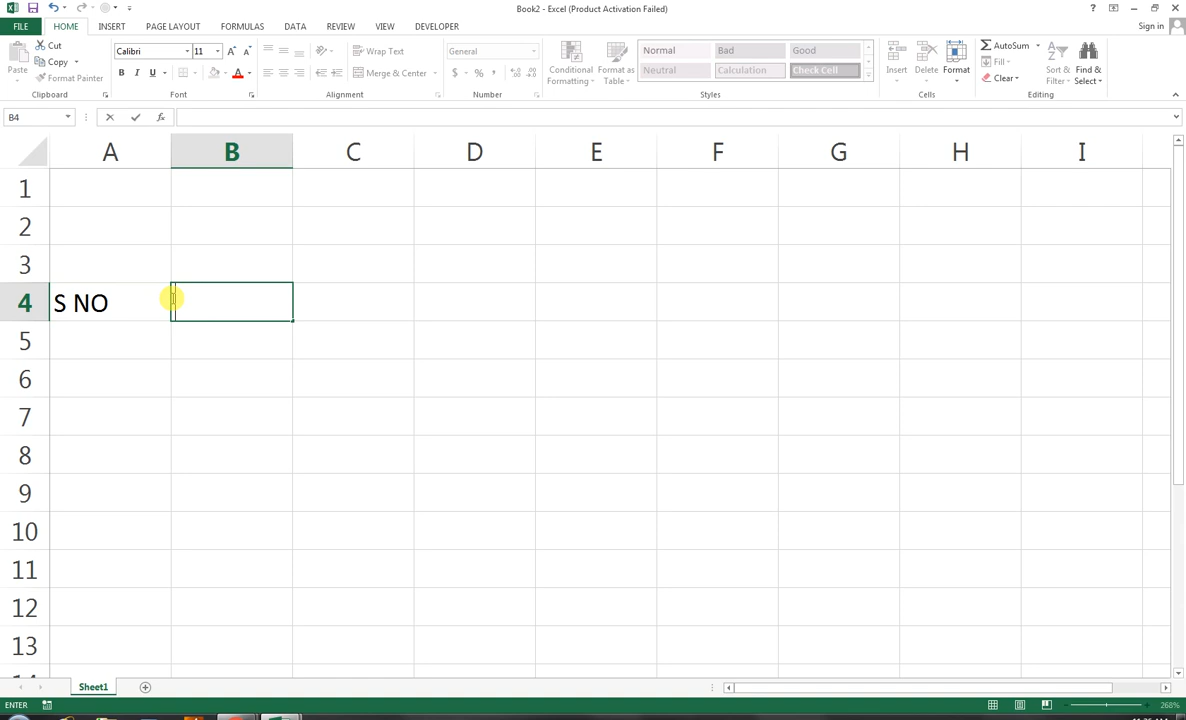 Book2 - Excel (Product Activation Failed)
FILE HOME INSERT PAGE LAYOUT FORMULAS DATA REVIEW VIEW DEVELOPER
Sign in
Paste
Cut
Copy
Format Painter
Clipboard
Calibri 11
B I U
Font
Wrap Text
Merge & Center
Alignment
General
$ % ,
Number
Conditional Formatting
Format as Table
Normal Bad Good
Neutral Calculation Check Cell
Styles
Insert Delete Format
Cells
AutoSum
Fill
Clear
Sort & Filter
Find & Select
Editing
B4
fx
A B C D E F G H I
1
2
3
4 S NO
5
6
7
8
9
10
11
12
13
Sheet1
ENTER
268%